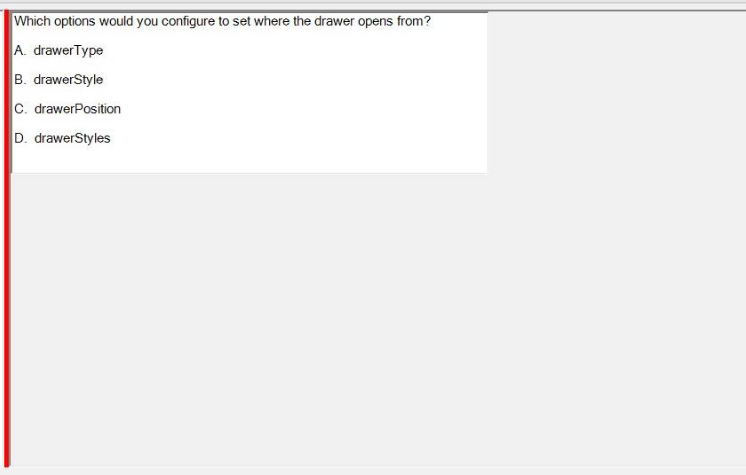 Which options would you configure to set where the drawer opens from?
A. drawerType
B. drawerStyle
C. drawerPosition
D. drawerStyles